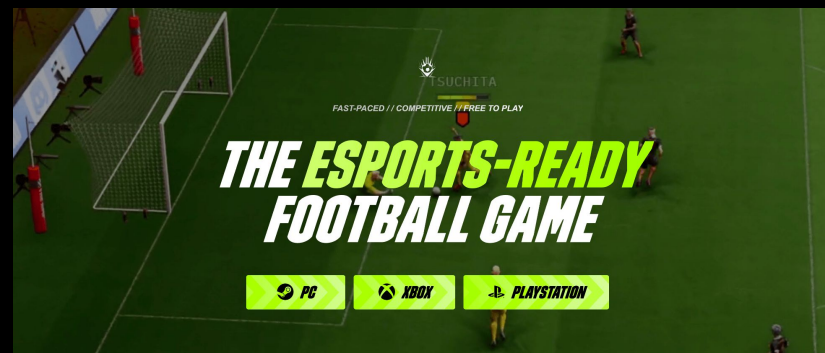 TSUCHITA
FAST-PACED // COMPETITIVE // FREE TO PLAY
THE ESPORTS-READY
FOOTBALL GAME
PC XBOX PLAYSTATION